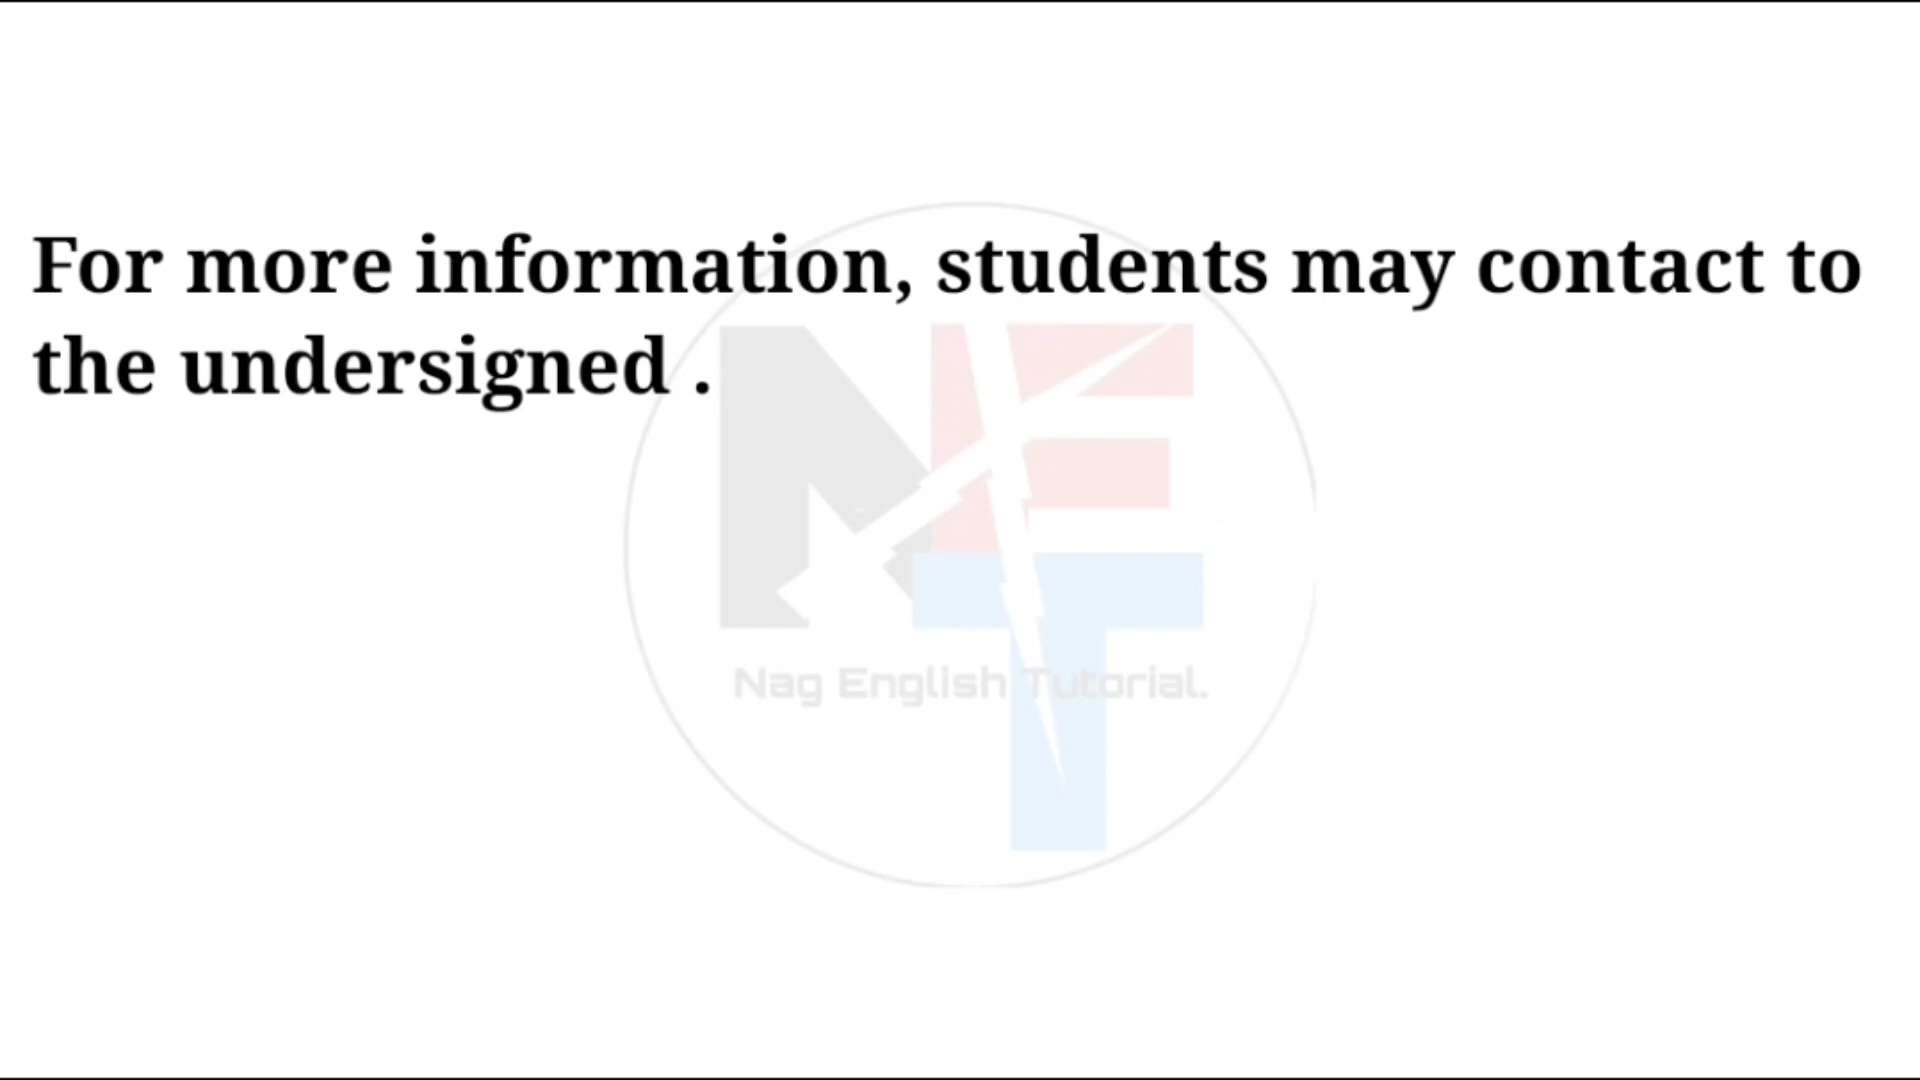 For more information, students may contact to
the undersigned .
Nag English Tutorial.